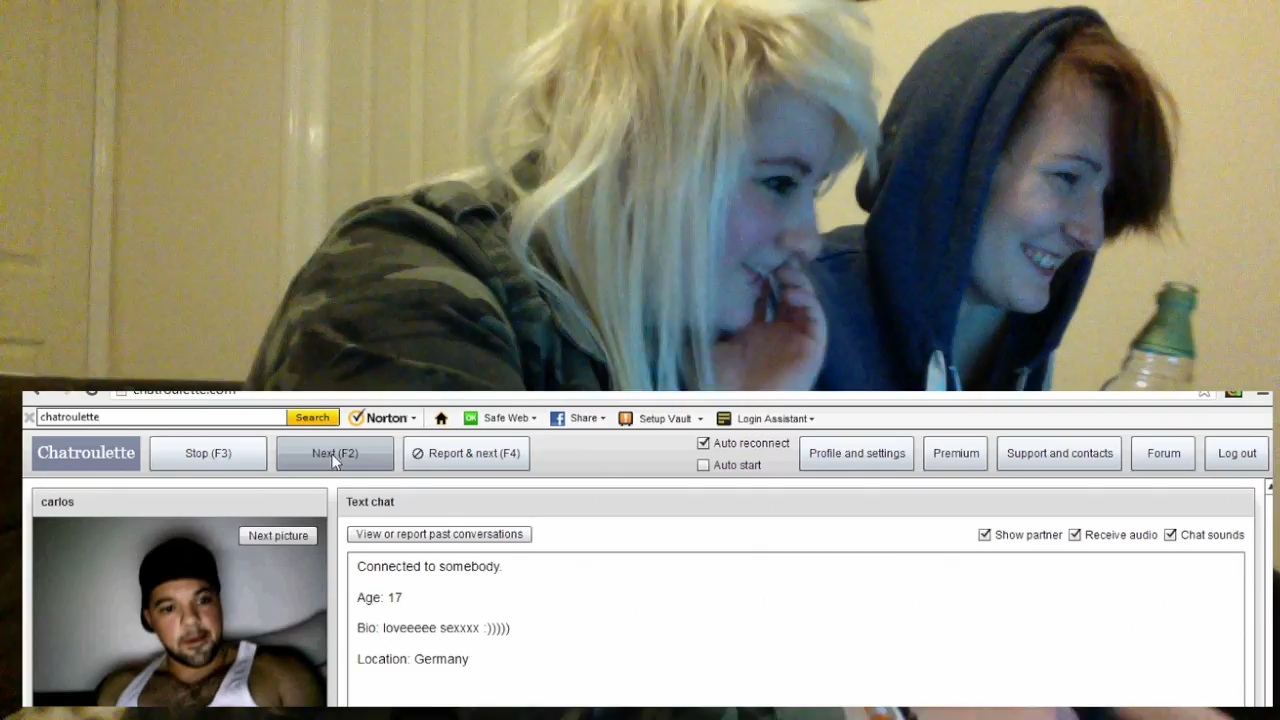 chatroulette.com
chatroulette Search Norton Safe Web Share Setup Vault Login Assistant
Chatroulette Stop (F3) Next (F2) Report & next (F4) Auto reconnect Auto start Profile and settings Premium Support and contacts Forum Log out
carlos Text chat
Next picture View or report past conversations Show partner Receive audio Chat sounds
Connected to somebody.
Age: 17
Bio: loveeeee sexxxx :)))))
Location: Germany